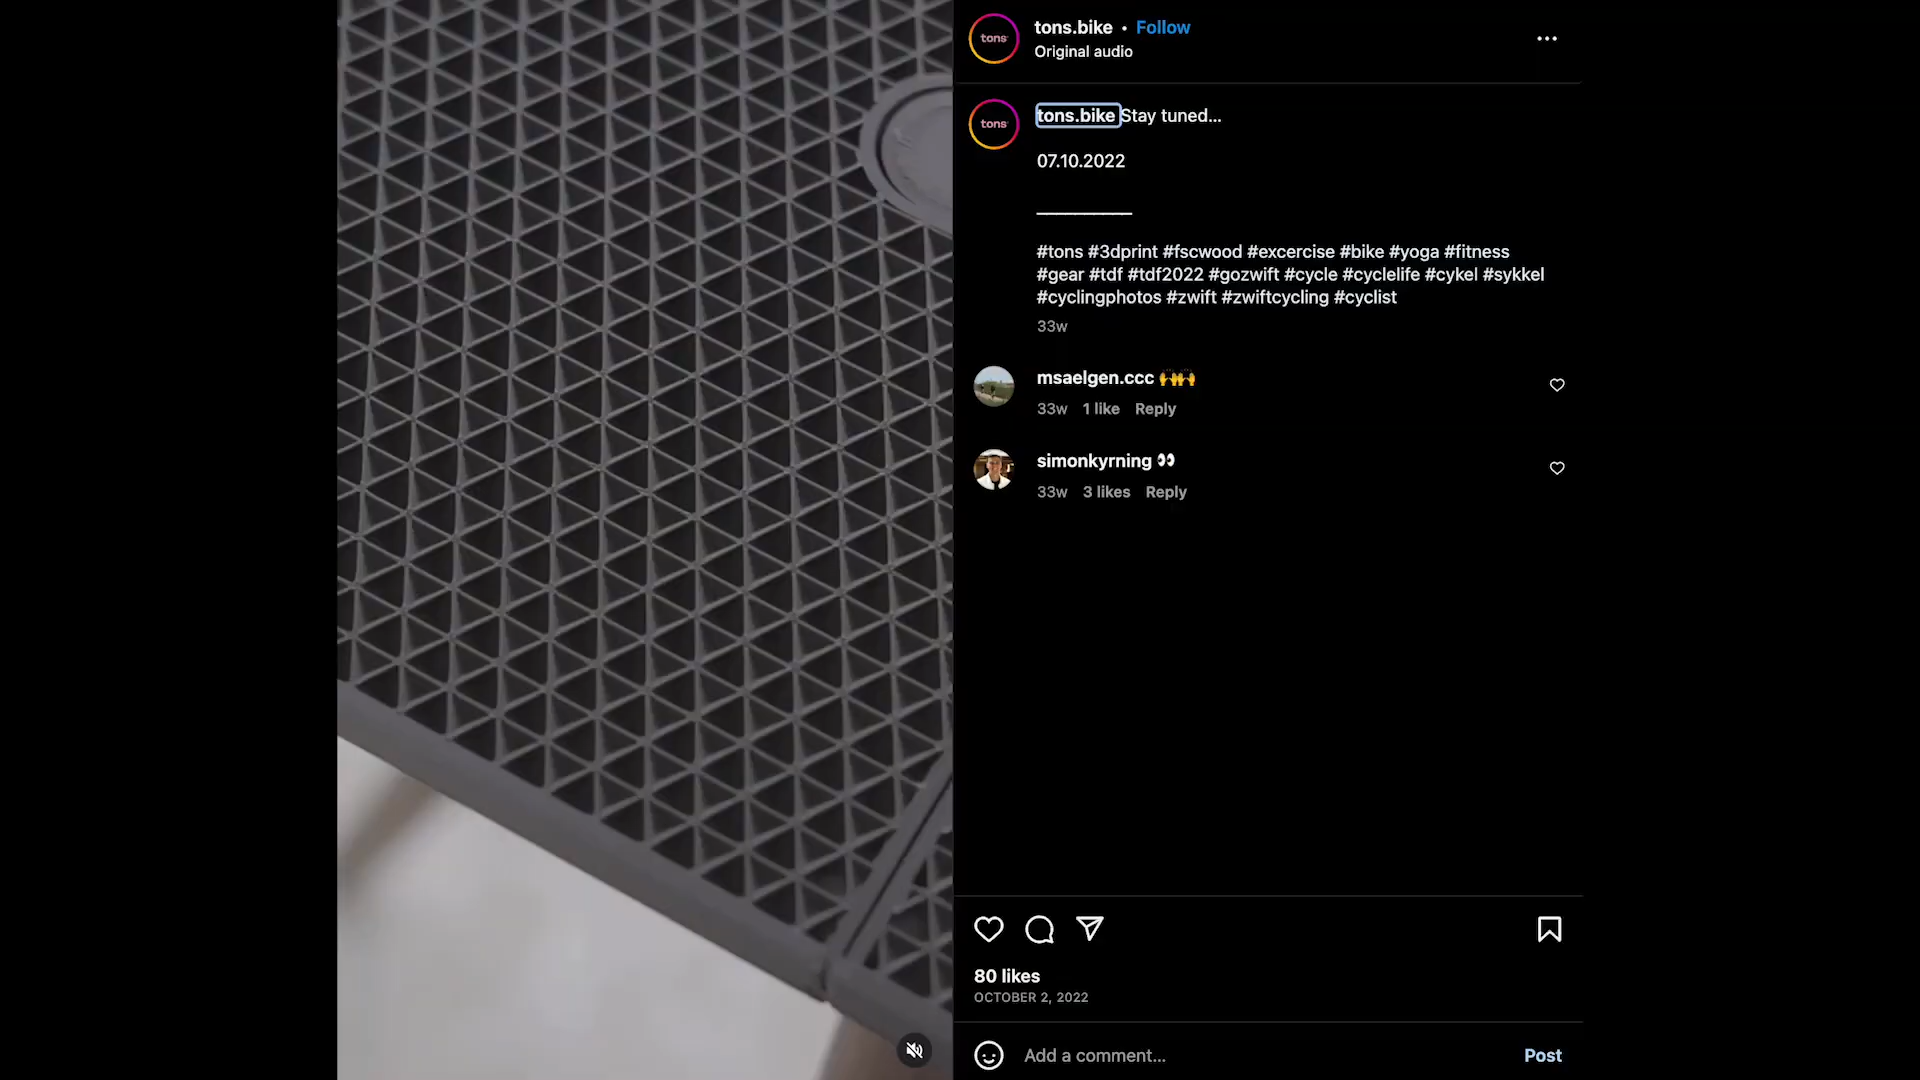 tons
tons.bike • Follow
Original audio
tons
tons.bike Stay tuned...
07.10.2022
#tons #3dprint #fscwood #excercise #bike #yoga #fitness
#gear #tdf #tdf2022 #gozwift #cycle #cyclelife #cykel #sykkel
#cyclingphotos #zwift #zwiftcycling #cyclist
33w
msaelgen.ccc 🙌🙌
33w 1 like Reply
simonkyrning 👀
33w 3 likes Reply
80 likes
OCTOBER 2, 2022
Add a comment...
Post